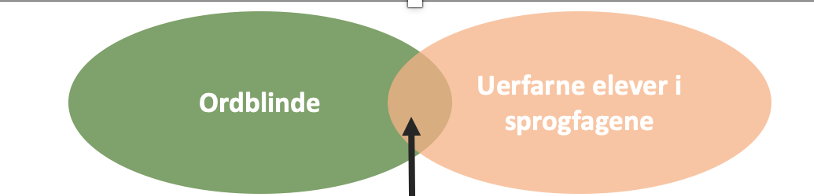 Ordblinde
Uerfarne elever i
sprogfagene